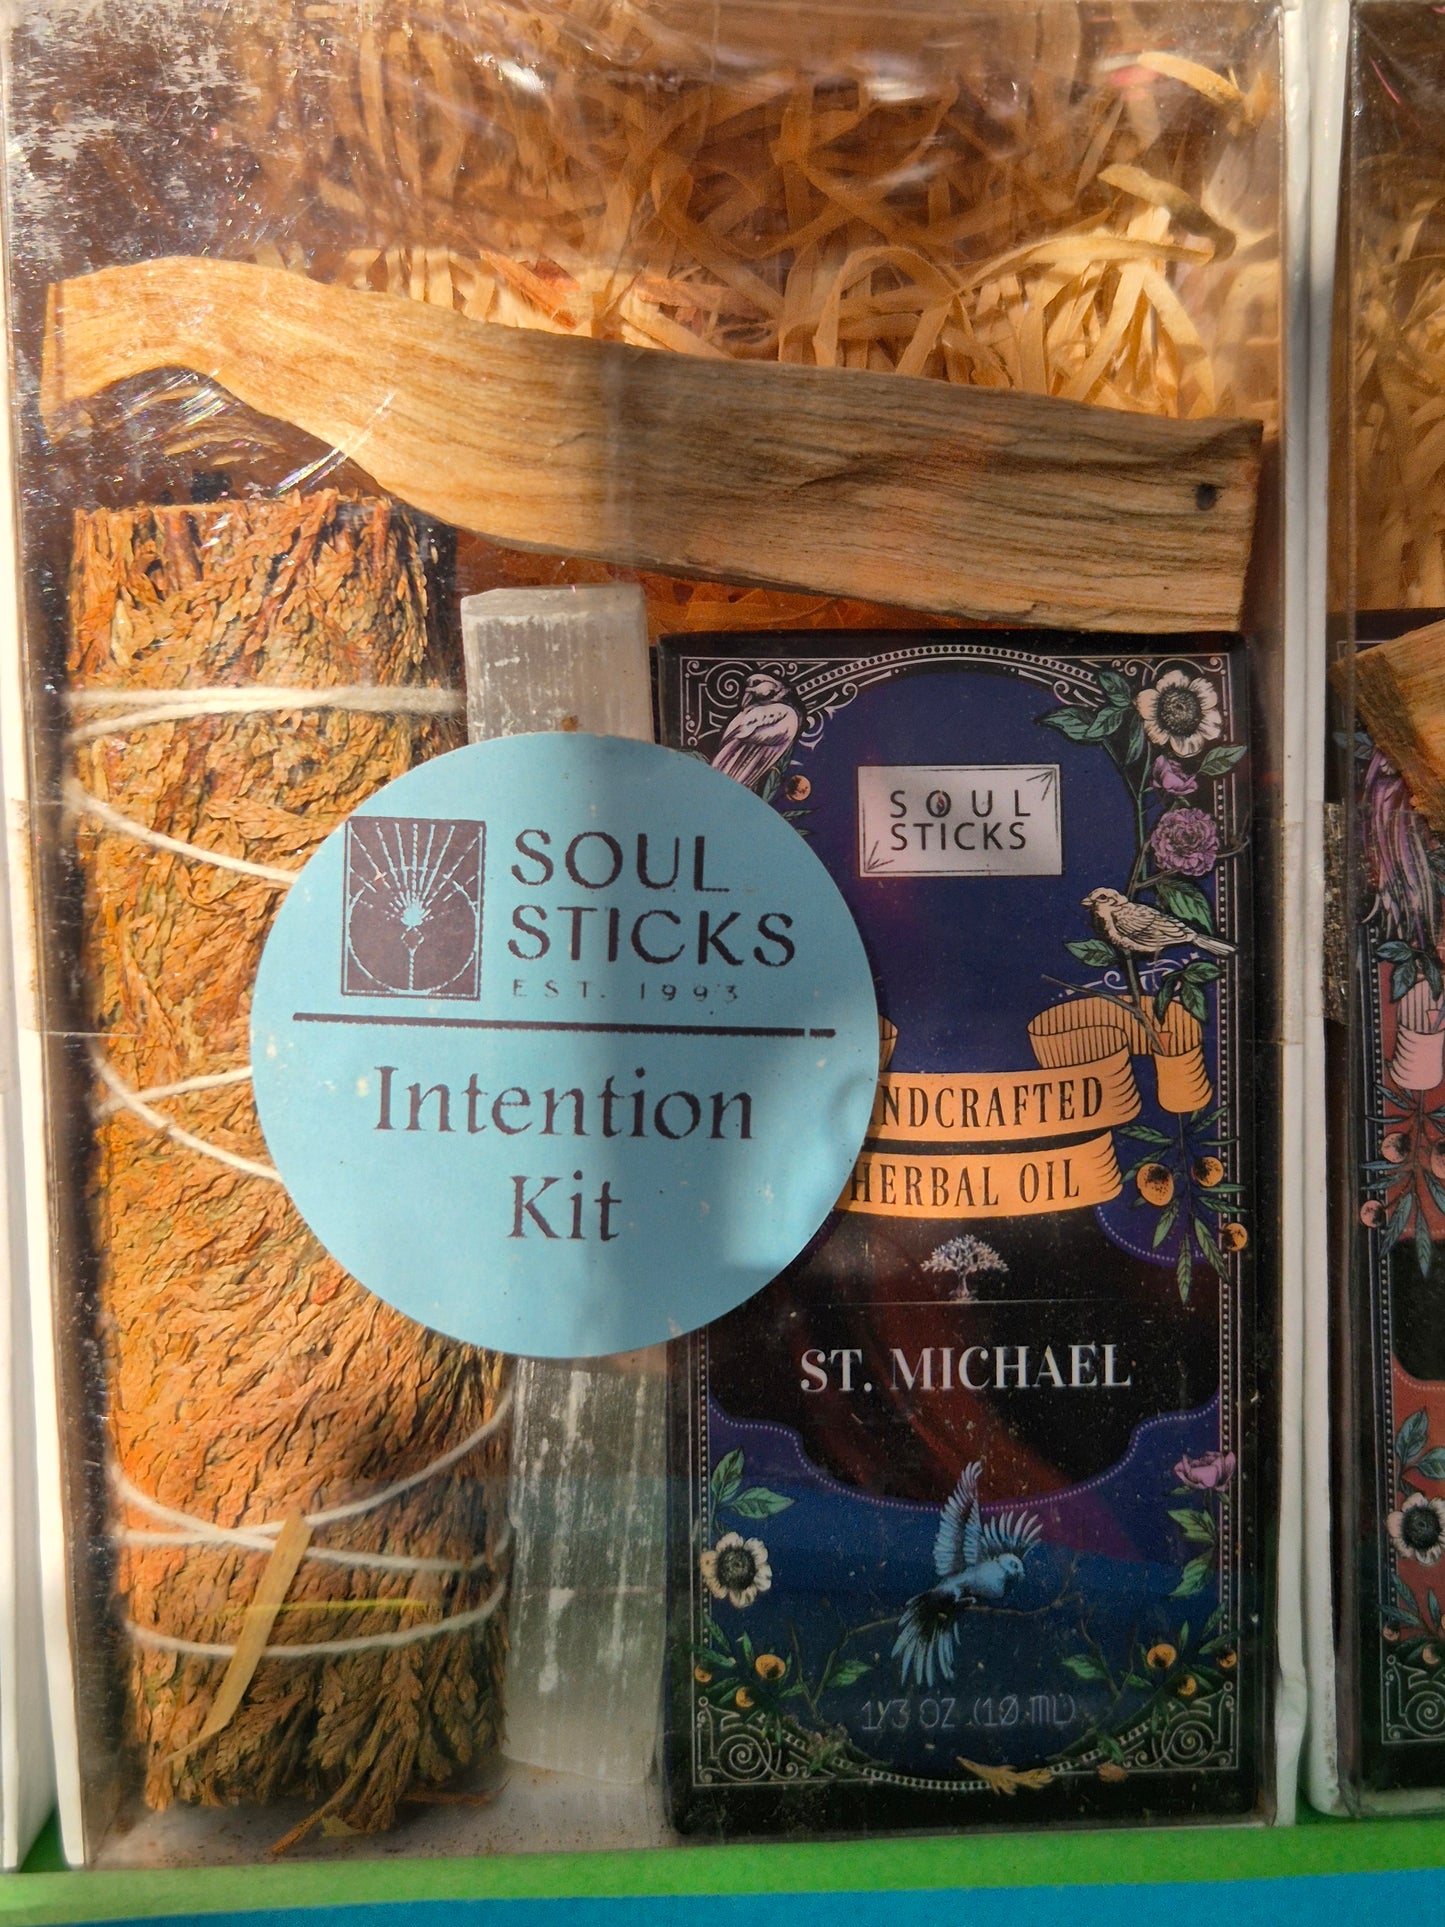 SOUL
STICKS
EST. 1993
Intention
Kit
SOUL
STICKS
NDCRAFTED
HERBAL OIL
ST. MICHAEL
1/3 OZ (10 ML)